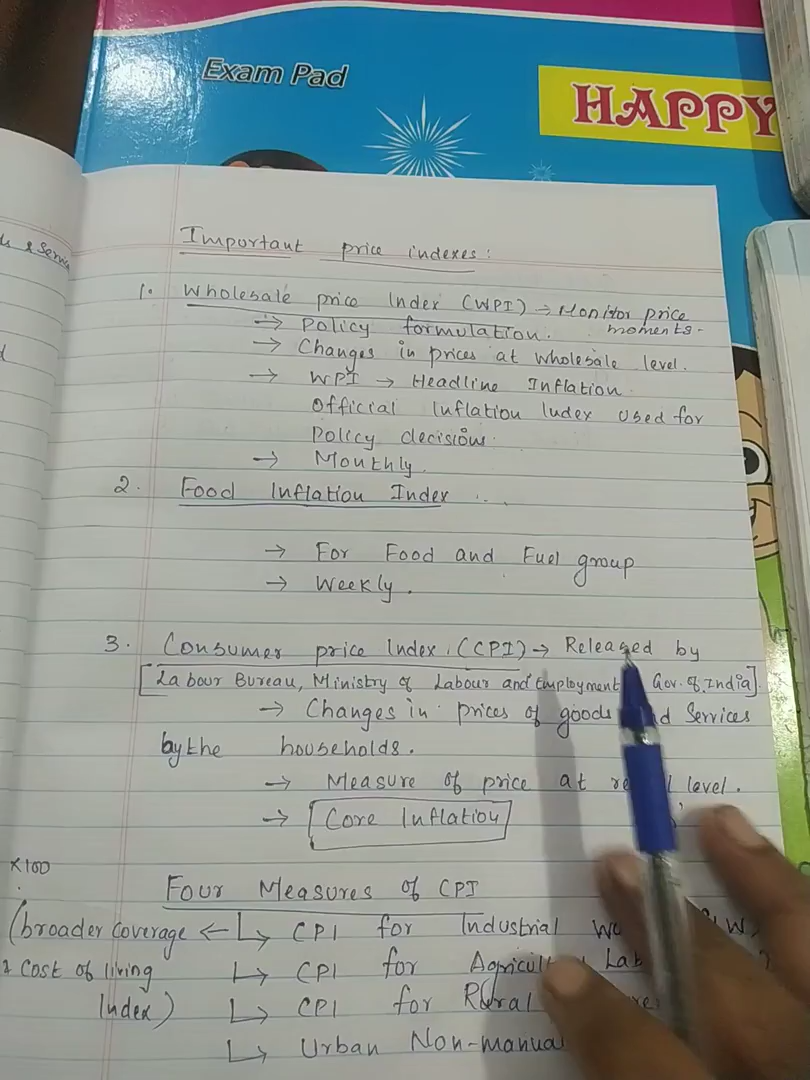 Exam Pad
HAPPY
Important price indexes:
1. Wholesale price Index (WPI) → Monitor price
moments.
→ Policy formulation.
→ Changes in prices at wholesale level.
→ WPI → Headline Inflation.
Official Inflation Index used for
Policy decisions.
→ Monthly.
2. Food Inflation Index :..
→ For Food and Fuel group
→ Weekly.
3. Consumer price Index (CPI) → Released by
[Labour Bureau, Ministry of Labour and Employment Gov. of India].
→ Changes in prices of goods Services
by the households.
→ Measure of price at level.
→ Core Inflation
×100
Four Measures of CPI
(broader coverage ← ↳ CPI for Industrial
Cost of living ↳ CPI for
Index) ↳ CPI for Rural
↳ Urban Non-manual